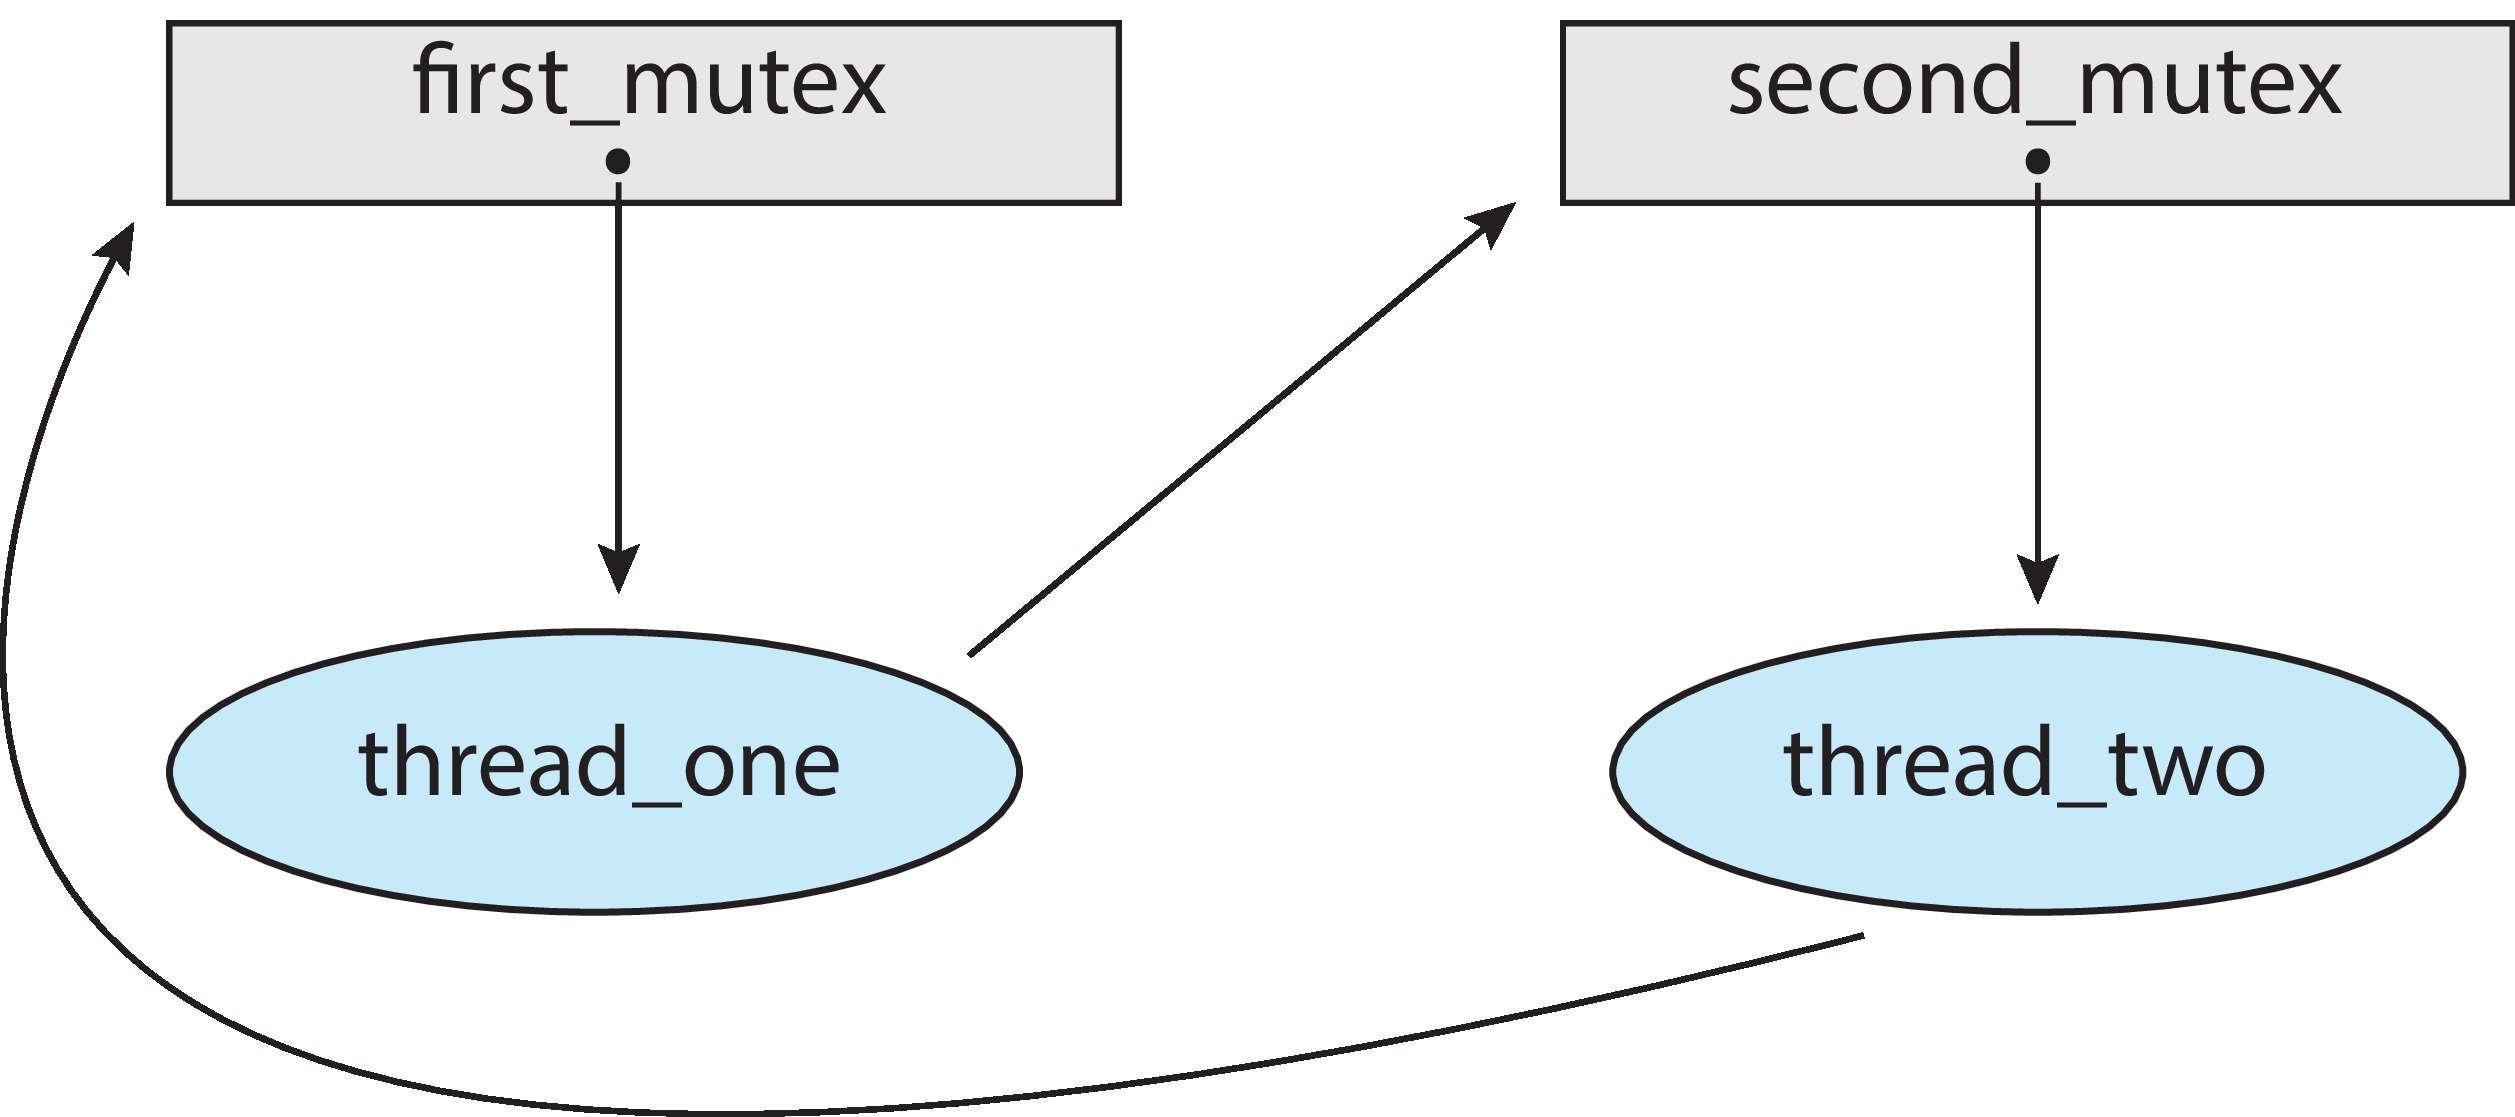 first_mutex
second_mutex
thread_one
thread_two